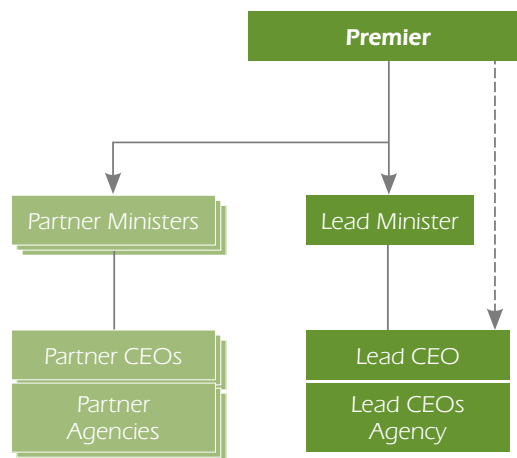 Premier
Partner Ministers
Lead Minister
Partner CEOs
Lead CEO
Partner
Agencies
Lead CEOs
Agency